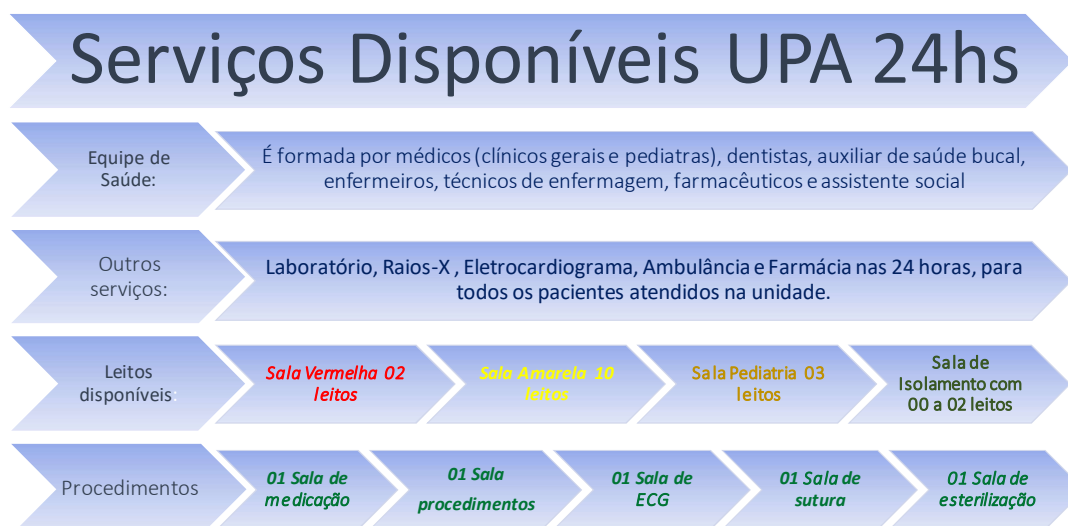 Serviços Disponíveis UPA 24hs
Equipe de
Saúde:
É formada por médicos (clínicos gerais e pediatras), dentistas, auxiliar de saúde bucal,
enfermeiros, técnicos de enfermagem, farmacêuticos e assistente social
Outros
serviços:
Laboratório, Raios-X , Eletrocardiograma, Ambulância e Farmácia nas 24 horas, para
todos os pacientes atendidos na unidade.
Leitos
disponíveis:
Sala Vermelha 02
leitos
Sala Amarela 10
leitos
Sala Pediatria 03
leitos
Sala de
Isolamento com
00 a 02 leitos
Procedimentos
01 Sala de
medicação
01 Sala
procedimentos
01 Sala de
ECG
01 Sala de
sutura
01 Sala de
esterilização